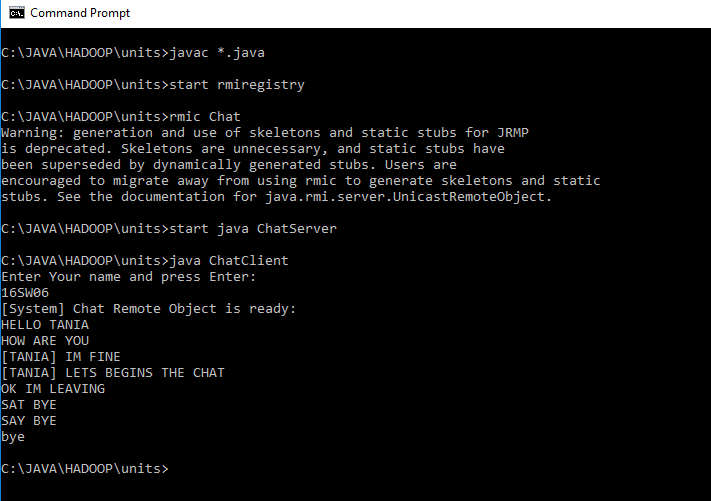 Command Prompt
C:\JAVA\HADOOP\units>javac *.java
C:\JAVA\HADOOP\units>start rmiregistry
C:\JAVA\HADOOP\units>rmic Chat
Warning: generation and use of skeletons and static stubs for JRMP
is deprecated. Skeletons are unnecessary, and static stubs have
been superseded by dynamically generated stubs. Users are
encouraged to migrate away from using rmic to generate skeletons and static
stubs. See the documentation for java.rmi.server.UnicastRemoteObject.
C:\JAVA\HADOOP\units>start java ChatServer
C:\JAVA\HADOOP\units>java ChatClient
Enter Your name and press Enter:
16SW06
[System] Chat Remote Object is ready:
HELLO TANIA
HOW ARE YOU
[TANIA] IM FINE
[TANIA] LETS BEGINS THE CHAT
OK IM LEAVING
SAT BYE
SAY BYE
bye
C:\JAVA\HADOOP\units>